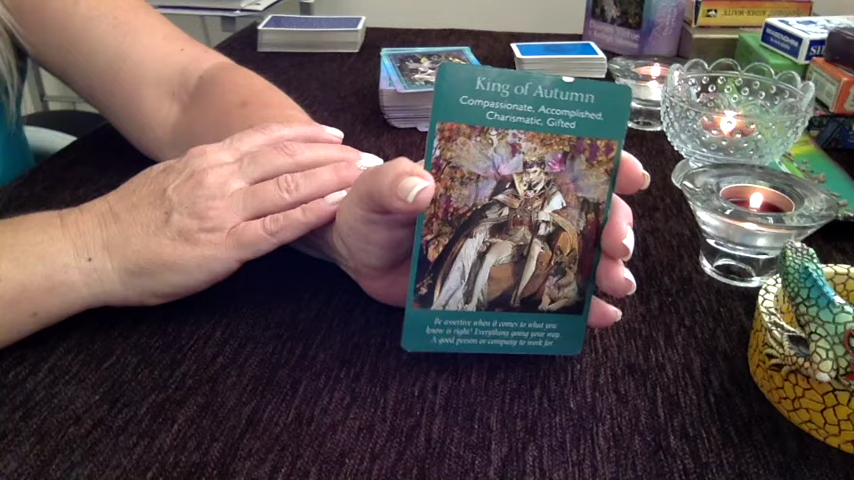 King of Autumn
Compassionate, Accomplished,
Charismatic, Gifted
Be assertive when it comes to what you
know is right! Everything going your way.
A good person or company to work for.